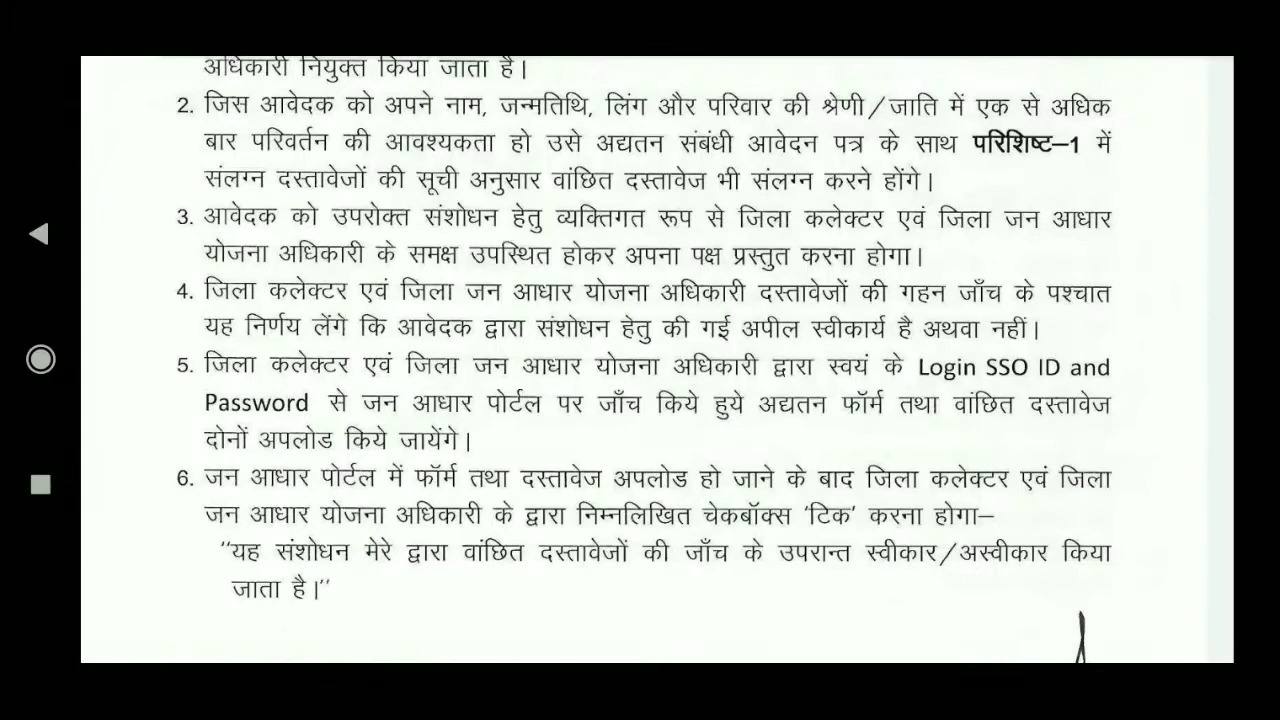 अधिकारी नियुक्त किया जाता है।
2. जिस आवेदक को अपने नाम, जन्मतिथि, लिंग और परिवार की श्रेणी/जाति में एक से अधिक
बार परिवर्तन की आवश्यकता हो उसे अद्यतन संबंधी आवेदन पत्र के साथ परिशिष्ट–1 में
संलग्न दस्तावेजों की सूची अनुसार वांछित दस्तावेज भी संलग्न करने होंगे।
3. आवेदक को उपरोक्त संशोधन हेतु व्यक्तिगत रूप से जिला कलेक्टर एवं जिला जन आधार
योजना अधिकारी के समक्ष उपस्थित होकर अपना पक्ष प्रस्तुत करना होगा।
4. जिला कलेक्टर एवं जिला जन आधार योजना अधिकारी दस्तावेजों की गहन जाँच के पश्चात
यह निर्णय लेंगे कि आवेदक द्वारा संशोधन हेतु की गई अपील स्वीकार्य है अथवा नहीं।
5. जिला कलेक्टर एवं जिला जन आधार योजना अधिकारी द्वारा स्वयं के Login SSO ID and
Password से जन आधार पोर्टल पर जाँच किये हुये अद्यतन फॉर्म तथा वांछित दस्तावेज
दोनों अपलोड किये जायेंगे।
6. जन आधार पोर्टल में फॉर्म तथा दस्तावेज अपलोड हो जाने के बाद जिला कलेक्टर एवं जिला
जन आधार योजना अधिकारी के द्वारा निम्नलिखित चेकबॉक्स 'टिक' करना होगा–
"यह संशोधन मेरे द्वारा वांछित दस्तावेजों की जाँच के उपरान्त स्वीकार/अस्वीकार किया
जाता है।"